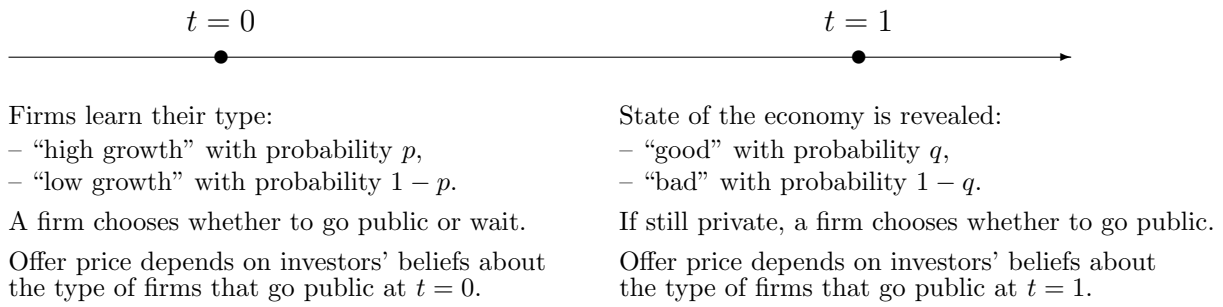 t = 0
t = 1
Firms learn their type:
– “high growth” with probability p,
– “low growth” with probability 1 − p.
A firm chooses whether to go public or wait.
Offer price depends on investors’ beliefs about
the type of firms that go public at t = 0.
State of the economy is revealed:
– “good” with probability q,
– “bad” with probability 1 − q.
If still private, a firm chooses whether to go public.
Offer price depends on investors’ beliefs about
the type of firms that go public at t = 1.